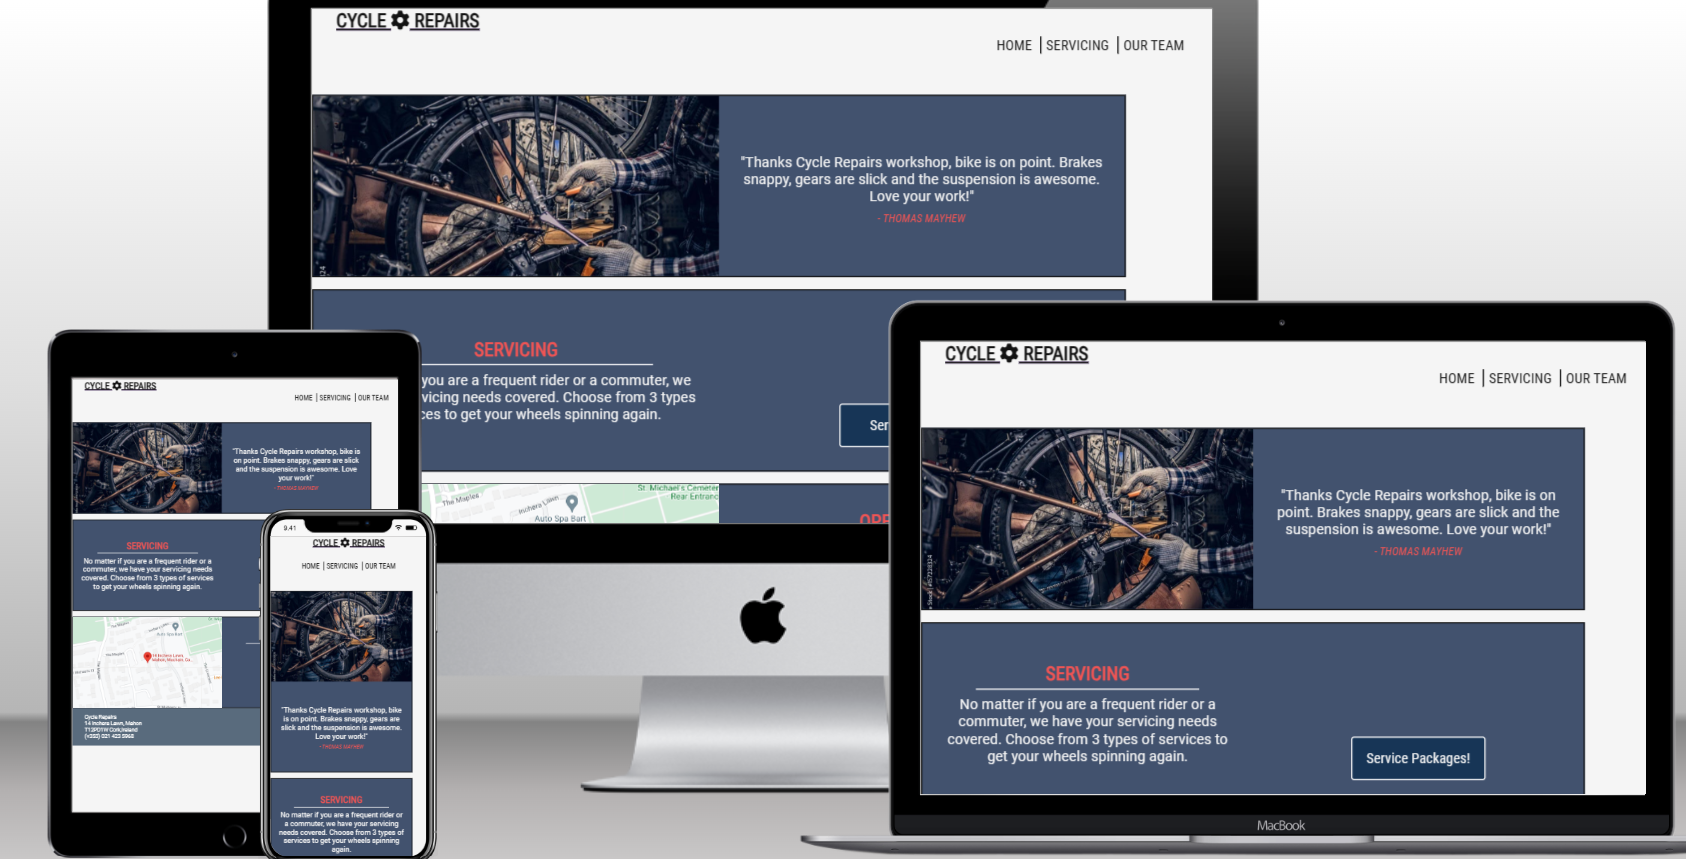 CYCLE REPAIRS
HOME | SERVICING | OUR TEAM
"Thanks Cycle Repairs workshop, bike is on point. Brakes
snappy, gears are slick and the suspension is awesome.
Love your work!"
- THOMAS MAYHEW
SERVICING
you are a frequent rider or a commuter, we
vicing needs covered. Choose from 3 types
ces to get your wheels spinning again.
Ser
The Maples
Inchera Lawn
Auto Spa Bart
St. Michael's Cemeter
Rear Entranc
OPE
CYCLE REPAIRS
HOME | SERVICING | OUR TEAM
"Thanks Cycle Repairs workshop, bike is
on point. Brakes snappy, gears are slick
and the suspension is awesome. Love
your work!"
- THOMAS MAYHEW
SERVICING
No matter if you are a frequent rider or a
commuter, we have your servicing needs
covered. Choose from 3 types of services
to get your wheels spinning again.
Auto Spa Bart
Cycle Repairs
14 Inchera Lawn, Mahon
T12PD1W Cork,Ireland
9:41
CYCLE REPAIRS
HOME | SERVICING | OUR TEAM
"Thanks Cycle Repairs workshop, bike
is on point. Brakes snappy, gears are
slick and the suspension is awesome.
Love your work!"
- THOMAS MAYHEW
SERVICING
No matter if you are a frequent rider or
a commuter, we have your servicing
needs covered. Choose from 3 types of
services to get your wheels spinning
again.
CYCLE REPAIRS
HOME | SERVICING | OUR TEAM
"Thanks Cycle Repairs workshop, bike is on
point. Brakes snappy, gears are slick and the
suspension is awesome. Love your work!"
- THOMAS MAYHEW
SERVICING
No matter if you are a frequent rider or a
commuter, we have your servicing needs
covered. Choose from 3 types of services to
get your wheels spinning again.
Service Packages!
MacBook